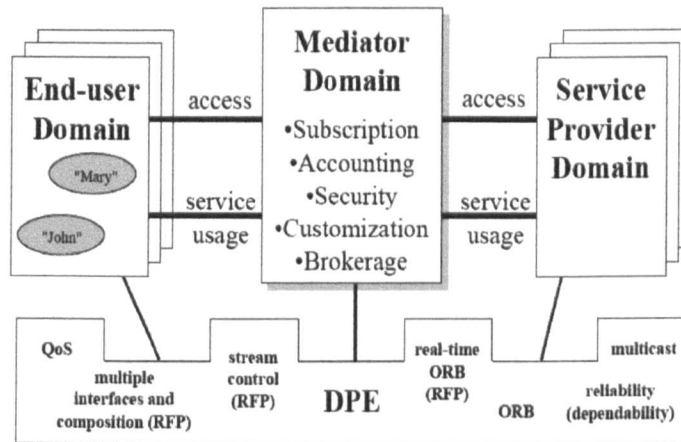 End-user
Domain
"Mary"
"John"
access
service
usage
Mediator
Domain
•Subscription
•Accounting
•Security
•Customization
•Brokerage
access
service
usage
Service
Provider
Domain
QoS
multiple
interfaces and
composition (RFP)
stream
control
(RFP)
DPE
real-time
ORB
(RFP)
ORB
multicast
reliability
(dependability)